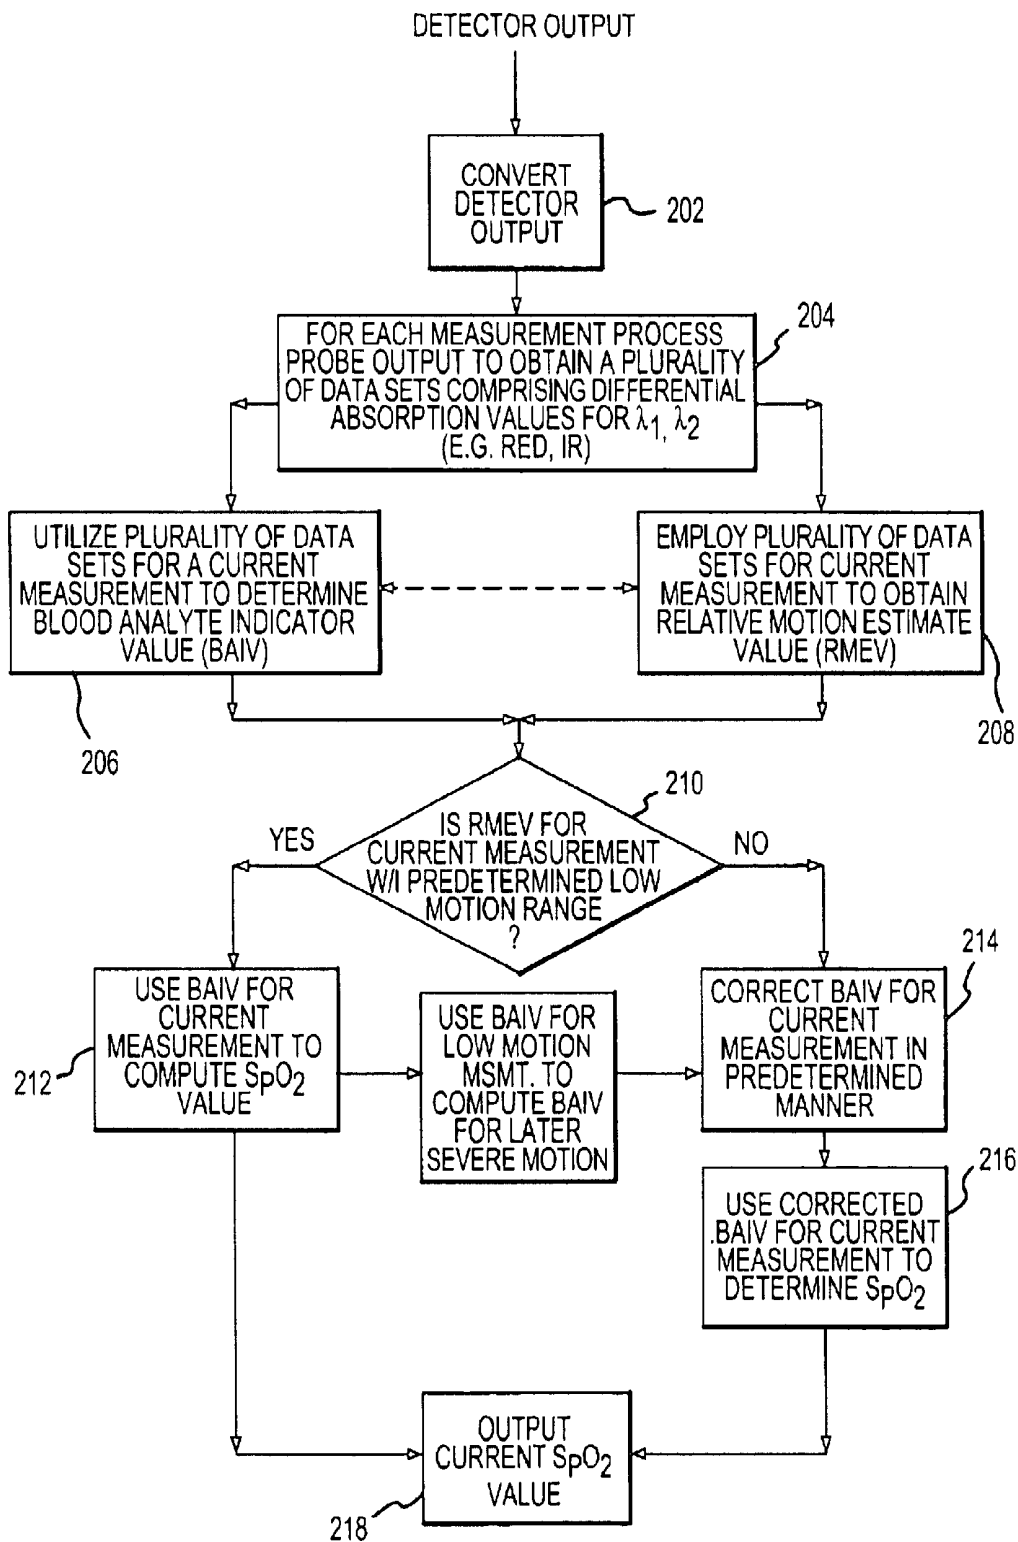 DETECTOR OUTPUT
CONVERT
DETECTOR
OUTPUT
202
FOR EACH MEASUREMENT PROCESS
PROBE OUTPUT TO OBTAIN A PLURALITY
OF DATA SETS COMPRISING DIFFERENTIAL
ABSORPTION VALUES FOR λ1, λ2
(E.G. RED, IR)
204
UTILIZE PLURALITY OF DATA
SETS FOR A CURRENT
MEASUREMENT TO DETERMINE
BLOOD ANALYTE INDICATOR
VALUE (BAIV)
206
EMPLOY PLURALITY OF DATA
SETS FOR CURRENT
MEASUREMENT TO OBTAIN
RELATIVE MOTION ESTIMATE
VALUE (RMEV)
208
210
IS RMEV FOR
CURRENT MEASUREMENT
W/I PREDETERMINED LOW
MOTION RANGE
?
YES
NO
USE BAIV FOR
CURRENT
MEASUREMENT TO
COMPUTE SpO2
VALUE
212
USE BAIV FOR
LOW MOTION
MSMT. TO
COMPUTE BAIV
FOR LATER
SEVERE MOTION
CORRECT BAIV FOR
CURRENT
MEASUREMENT IN
PREDETERMINED
MANNER
214
USE CORRECTED
.BAIV FOR CURRENT
MEASUREMENT TO
DETERMINE SpO2
216
OUTPUT
CURRENT SpO2
VALUE
218